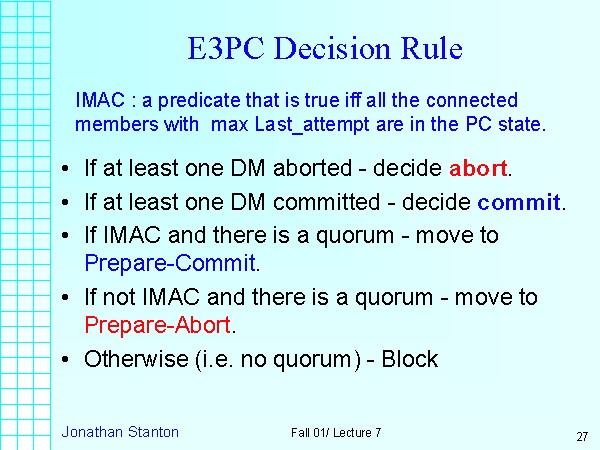 E3PC Decision Rule
IMAC : a predicate that is true iff all the connected
members with max Last_attempt are in the PC state.
• If at least one DM aborted - decide abort.
• If at least one DM committed - decide commit.
• If IMAC and there is a quorum - move to
Prepare-Commit.
• If not IMAC and there is a quorum - move to
Prepare-Abort.
• Otherwise (i.e. no quorum) - Block
Jonathan Stanton Fall 01/ Lecture 7 27